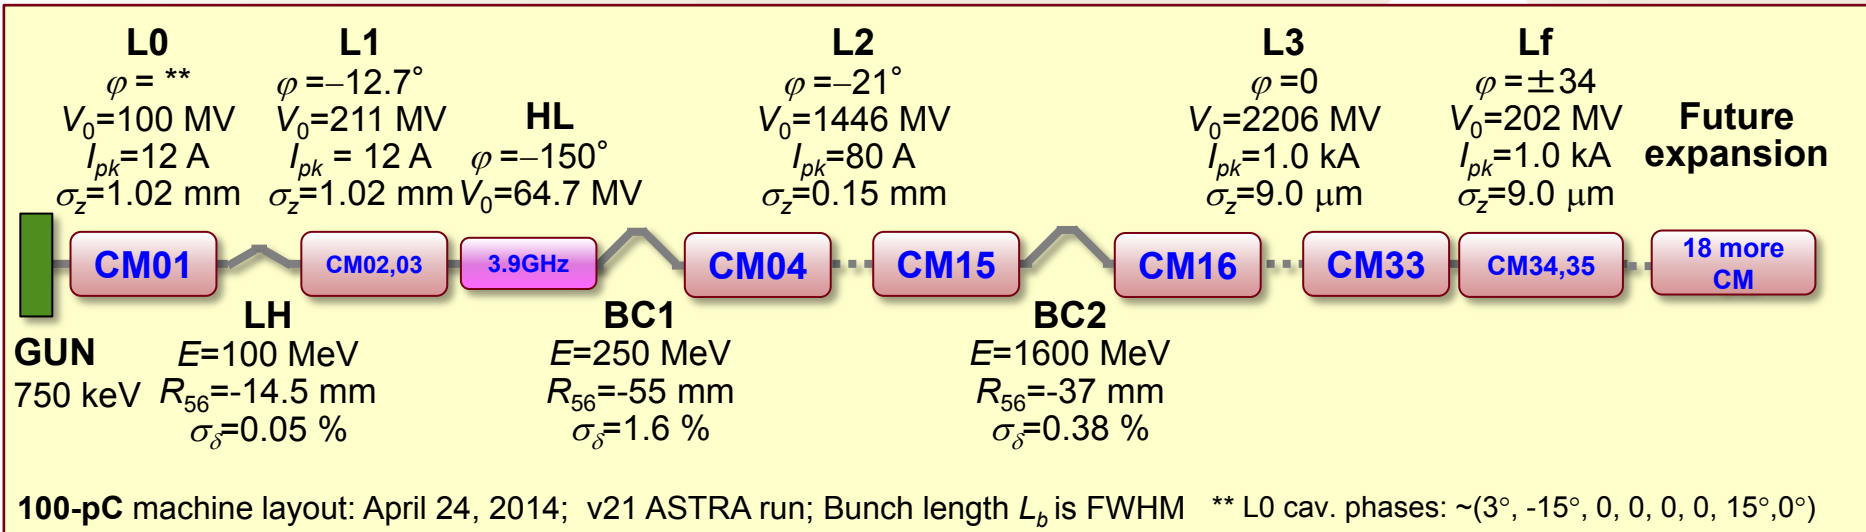 L0
φ = **
V0=100 MV
Ipk=12 A
σz=1.02 mm
L1
φ =–12.7°
V0=211 MV
Ipk = 12 A
σz=1.02 mm
HL
φ=–150°
V0=64.7 MV
L2
φ =–21°
V0=1446 MV
Ipk=80 A
σz=0.15 mm
L3
φ =0
V0=2206 MV
Ipk=1.0 kA
σz=9.0 μm
Lf
φ =±34
V0=202 MV
Ipk=1.0 kA
σz=9.0 μm
Future
expansion
CM01
CM02,03
3.9GHz
CM04
CM15
CM16
CM33
CM34,35
18 more
CM
GUN
750 keV
LH
E=100 MeV
R56=-14.5 mm
σδ=0.05 %
BC1
E=250 MeV
R56=-55 mm
σδ=1.6 %
BC2
E=1600 MeV
R56=-37 mm
σδ=0.38 %
100-pC machine layout: April 24, 2014; v21 ASTRA run; Bunch length Lb is FWHM ** L0 cav. phases: ~(3°, -15°, 0, 0, 0, 0, 15°,0°)